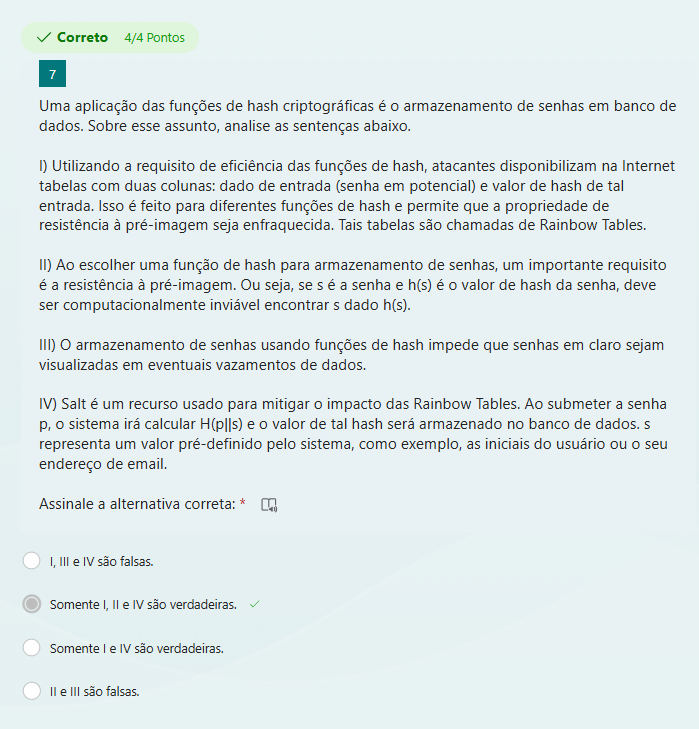 Correto 4/4 Pontos
7
Uma aplicação das funções de hash criptográficas é o armazenamento de senhas em banco de
dados. Sobre esse assunto, analise as sentenças abaixo.
I) Utilizando a requisito de eficiência das funções de hash, atacantes disponibilizam na Internet
tabelas com duas colunas: dado de entrada (senha em potencial) e valor de hash de tal
entrada. Isso é feito para diferentes funções de hash e permite que a propriedade de
resistência à pré-imagem seja enfraquecida. Tais tabelas são chamadas de Rainbow Tables.
II) Ao escolher uma função de hash para armazenamento de senhas, um importante requisito
é a resistência à pré-imagem. Ou seja, se s é a senha e h(s) é o valor de hash da senha, deve
ser computacionalmente inviável encontrar s dado h(s).
III) O armazenamento de senhas usando funções de hash impede que senhas em claro sejam
visualizadas em eventuais vazamentos de dados.
IV) Salt é um recurso usado para mitigar o impacto das Rainbow Tables. Ao submeter a senha
p, o sistema irá calcular H(p||s) e o valor de tal hash será armazenado no banco de dados. s
representa um valor pré-definido pelo sistema, como exemplo, as iniciais do usuário ou o seu
endereço de email.
Assinale a alternativa correta: *
I, III e IV são falsas.
Somente I, II e IV são verdadeiras.
Somente I e IV são verdadeiras.
II e III são falsas.